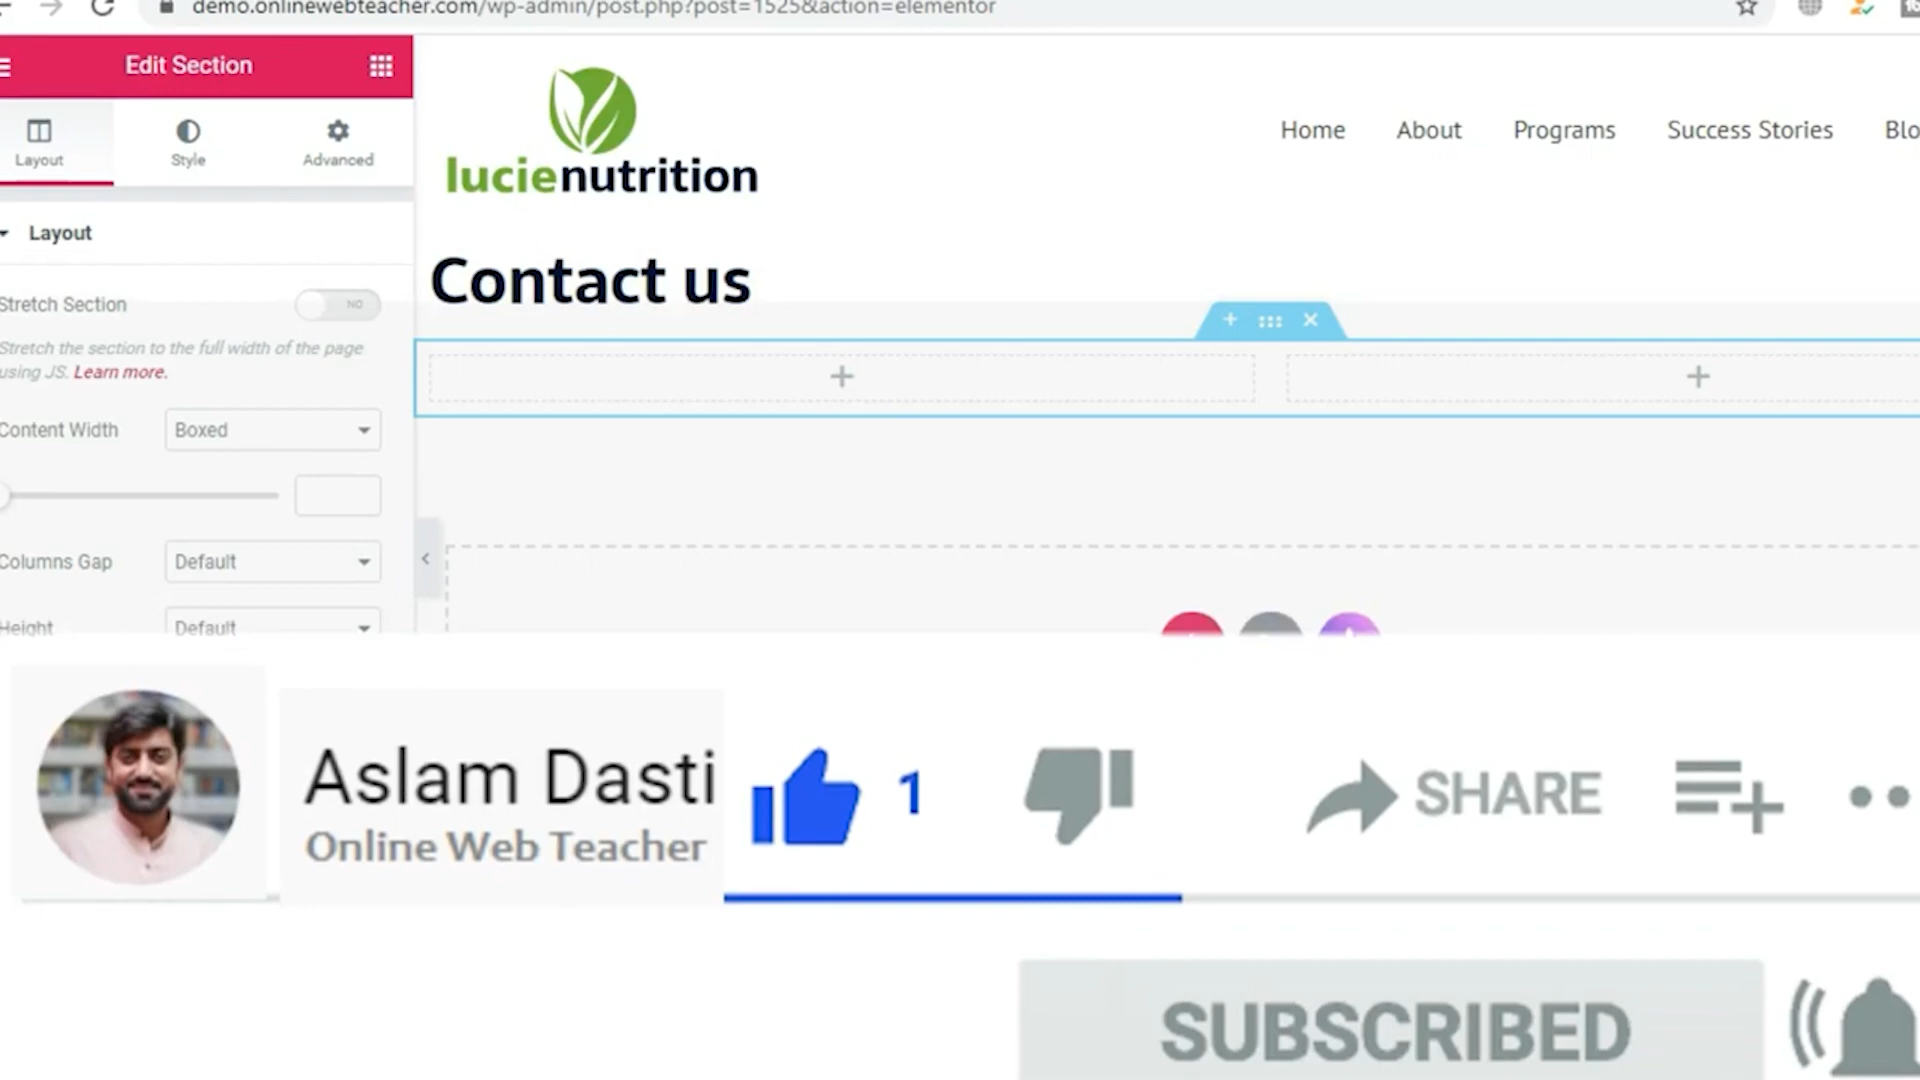 demo.onlinewebteacher.com/wp-admin/post.php?post=1525&action=elementor
Edit Section
Layout
Style
Advanced
Layout
Stretch Section
NO
Stretch the section to the full width of the page
using JS. Learn more.
Content Width
Boxed
Columns Gap
Default
Height
Default
lucienutrition
Home
About
Programs
Success Stories
Contact us
Aslam Dasti
Online Web Teacher
1
SHARE
SUBSCRIBED